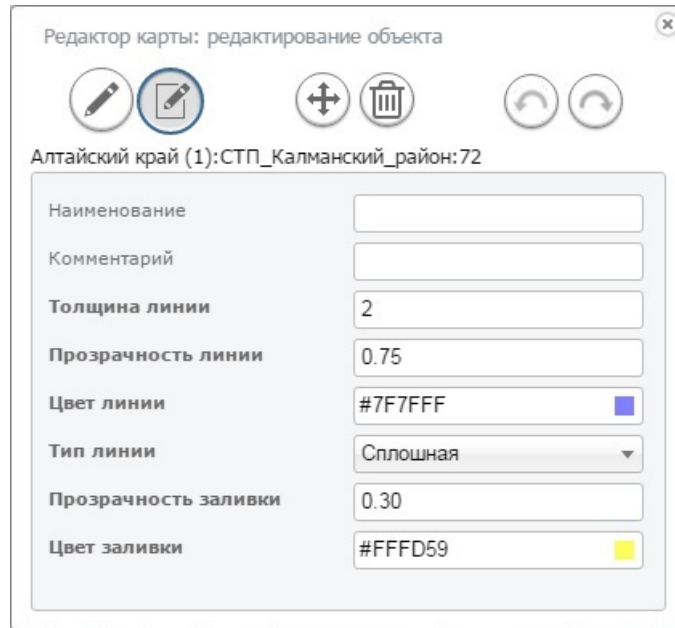 Редактор карты: редактирование объекта
Алтайский край (1):СТП_Калманский_район:72
Наименование
Комментарий
Толщина линии 2
Прозрачность линии 0.75
Цвет линии #7F7FFF
Тип линии Сплошная
Прозрачность заливки 0.30
Цвет заливки #FFFD59